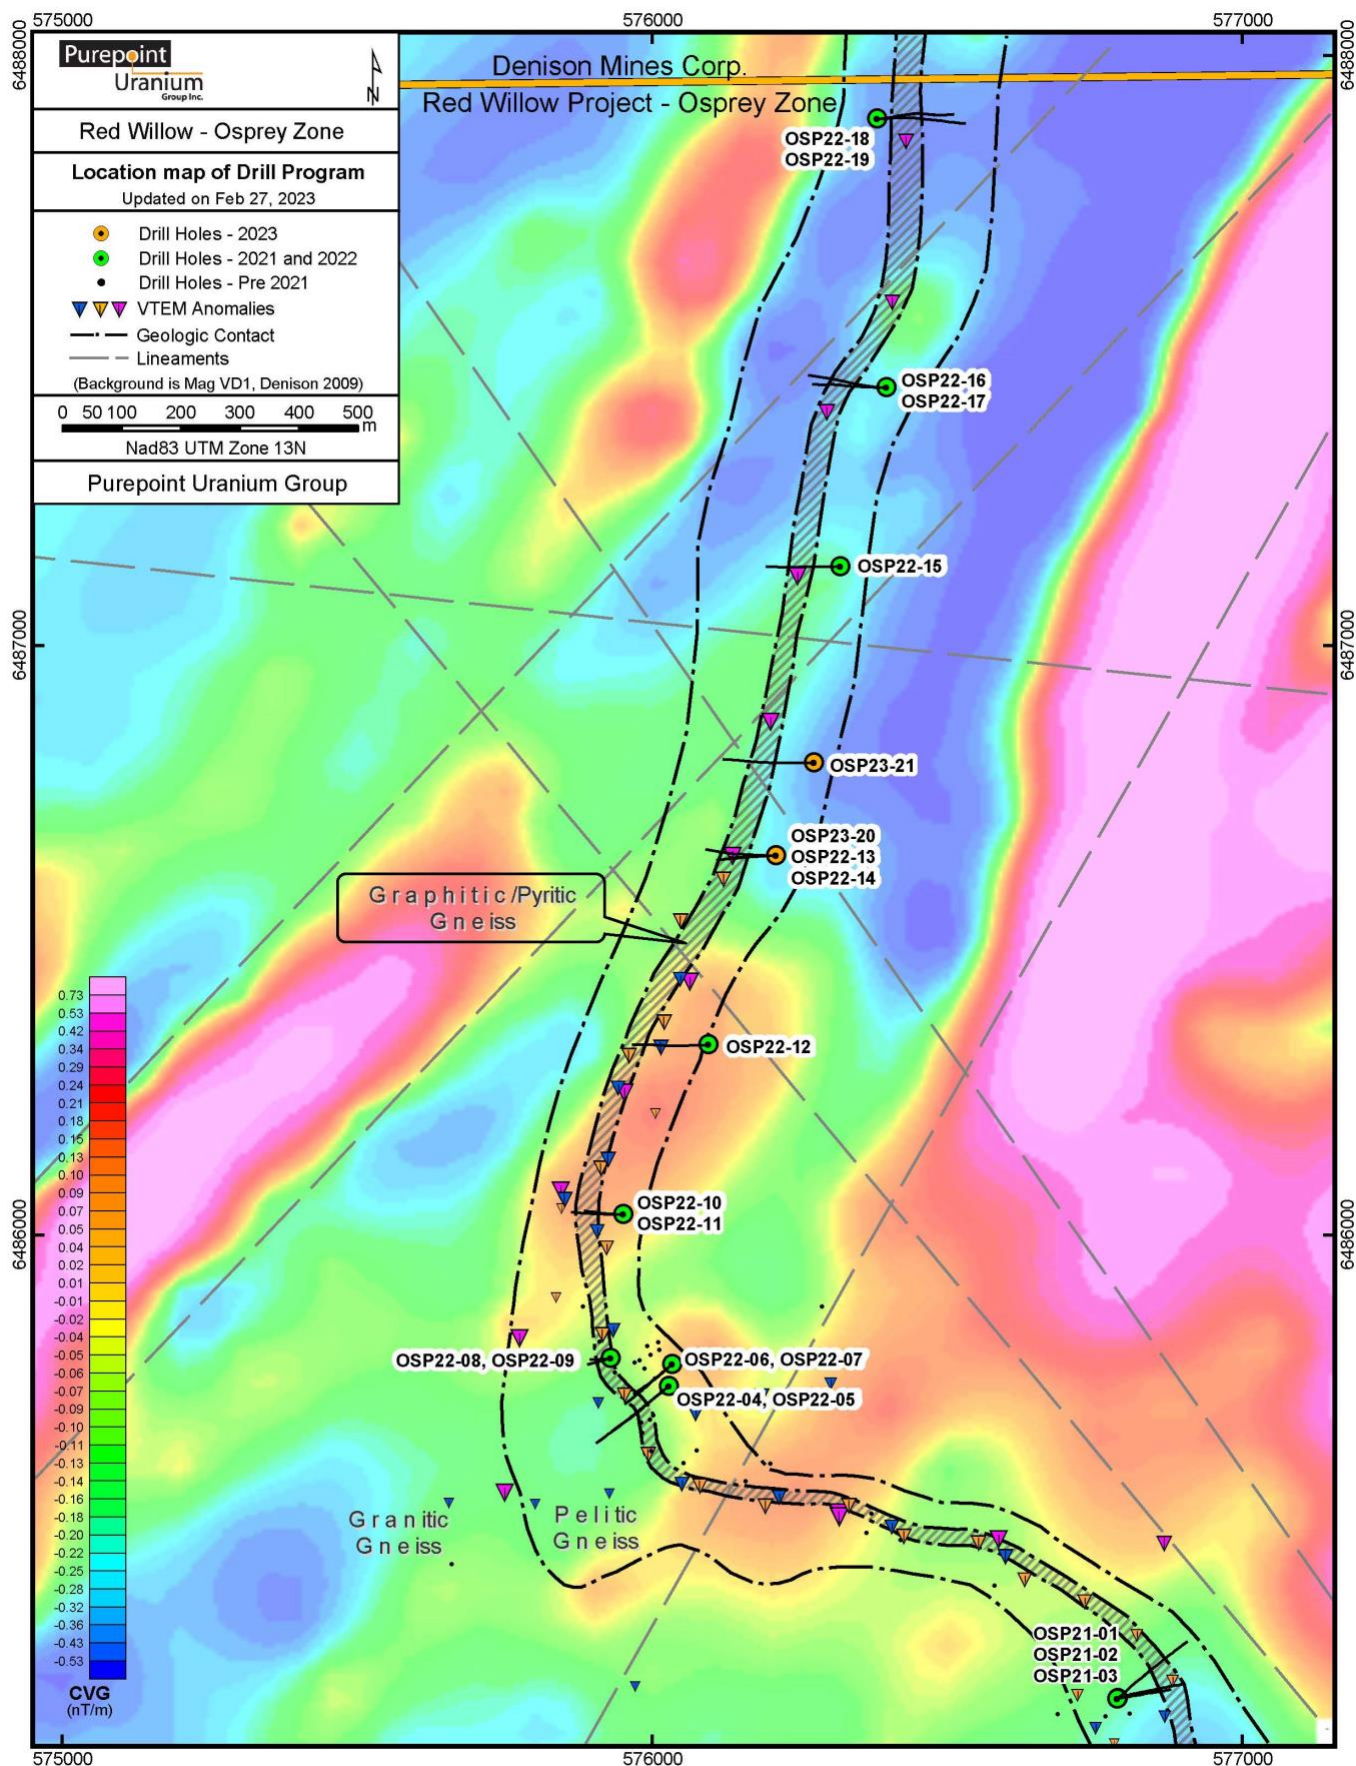 575000
576000
577000
6488000
6488000
Purepoint
Uranium
Group Inc.
N
Red Willow - Osprey Zone
Location map of Drill Program
Updated on Feb 27, 2023
Drill Holes - 2023
Drill Holes - 2021 and 2022
Drill Holes - Pre 2021
VTEM Anomalies
Geologic Contact
Lineaments
(Background is Mag VD1, Denison 2009)
0 50 100 200 300 400 500 m
Nad83 UTM Zone 13N
Purepoint Uranium Group
Denison Mines Corp.
Red Willow Project - Osprey Zone
OSP22-18
OSP22-19
OSP22-16
OSP22-17
OSP22-15
6487000
6487000
OSP23-21
OSP23-20
OSP22-13
OSP22-14
Graphitic/Pyritic
Gneiss
OSP22-12
OSP22-10
OSP22-11
6486000
6486000
OSP22-08, OSP22-09
OSP22-06, OSP22-07
OSP22-04, OSP22-05
Granitic
Gneiss
Pelitic
Gneiss
OSP21-01
OSP21-02
OSP21-03
0.73
0.53
0.42
0.34
0.29
0.24
0.21
0.18
0.15
0.13
0.10
0.09
0.07
0.05
0.04
0.02
0.01
-0.01
-0.02
-0.04
-0.05
-0.06
-0.07
-0.09
-0.10
-0.11
-0.13
-0.14
-0.16
-0.18
-0.20
-0.22
-0.25
-0.28
-0.32
-0.36
-0.43
-0.53
CVG
(nT/m)
575000
576000
577000